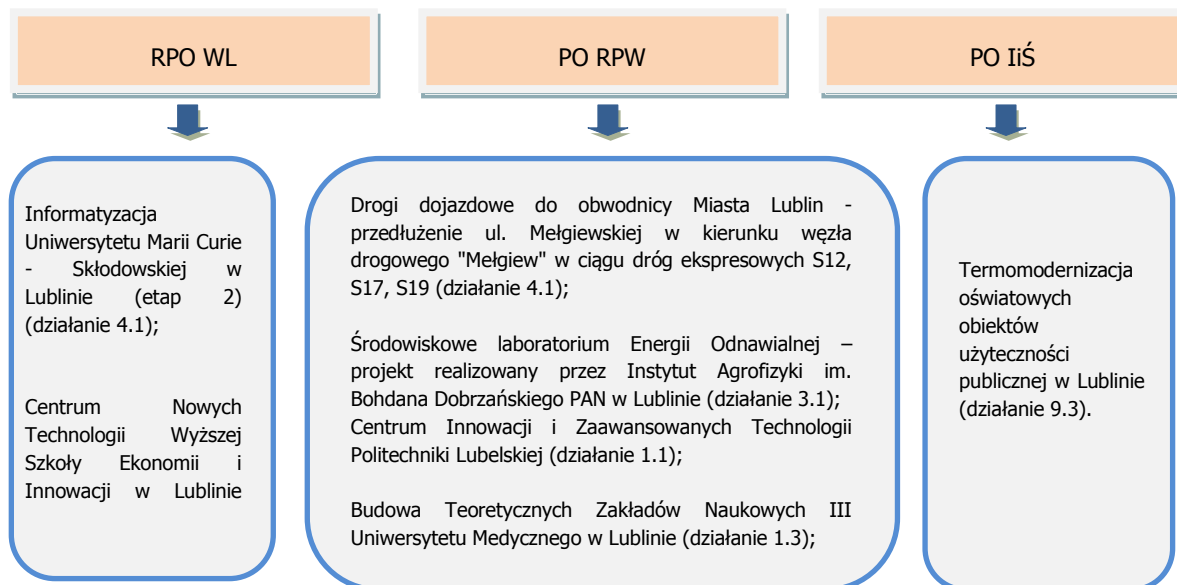 RPO WL
PO RPW
PO IiŚ
Informatyzacja
Uniwersytetu Marii Curie
- Skłodowskiej w
Lublinie (etap 2)
(działanie 4.1);
Centrum Nowych
Technologii Wyższej
Szkoły Ekonomii i
Innowacji w Lublinie
Drogi dojazdowe do obwodnicy Miasta Lublin -
przedłużenie ul. Mełgiewskiej w kierunku węzła
drogowego "Mełgiew" w ciągu dróg ekspresowych S12,
S17, S19 (działanie 4.1);
Środowiskowe laboratorium Energii Odnawialnej –
projekt realizowany przez Instytut Agrofizyki im.
Bohdana Dobrzańskiego PAN w Lublinie (działanie 3.1);
Centrum Innowacji i Zaawansowanych Technologii
Politechniki Lubelskiej (działanie 1.1);
Budowa Teoretycznych Zakładów Naukowych III
Uniwersytetu Medycznego w Lublinie (działanie 1.3);
Termomodernizacja
oświatowych
obiektów
użyteczności
publicznej w Lublinie
(działanie 9.3).